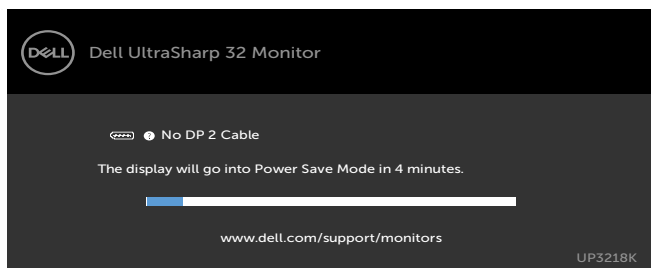 DELL Dell UltraSharp 32 Monitor
? No DP 2 Cable
The display will go into Power Save Mode in 4 minutes.
www.dell.com/support/monitors
UP3218K